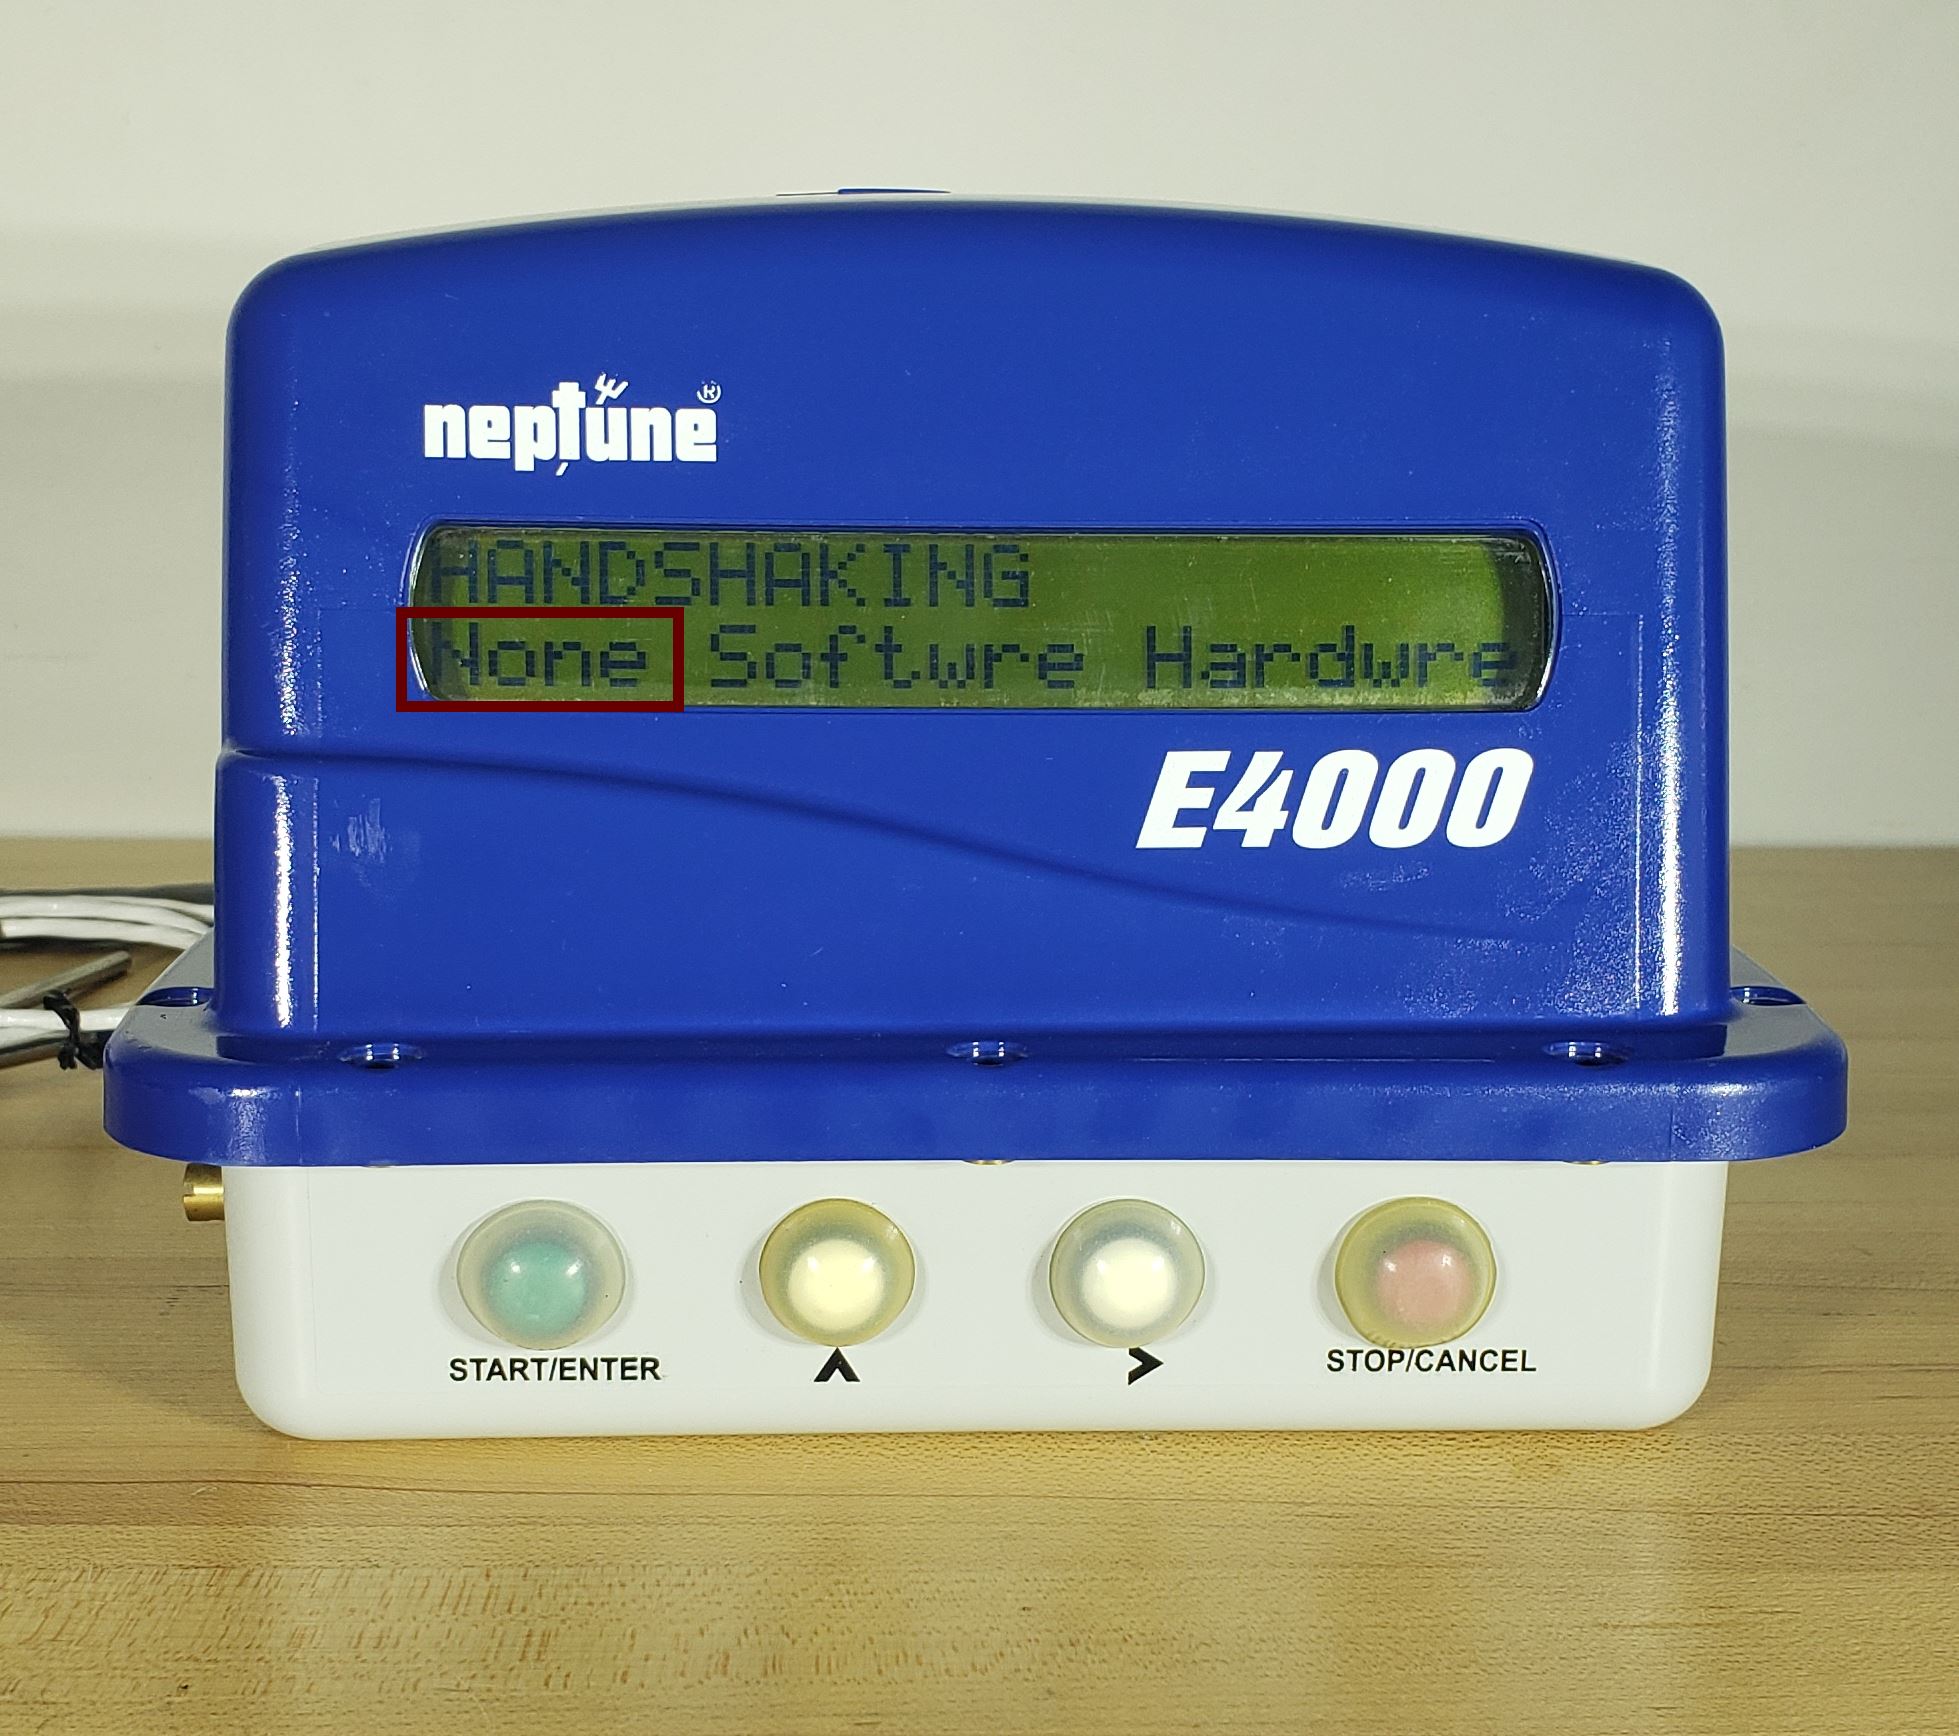 neptune®
HANDSHAKING
None Softwre Hardwre
E4000
START/ENTER
STOP/CANCEL